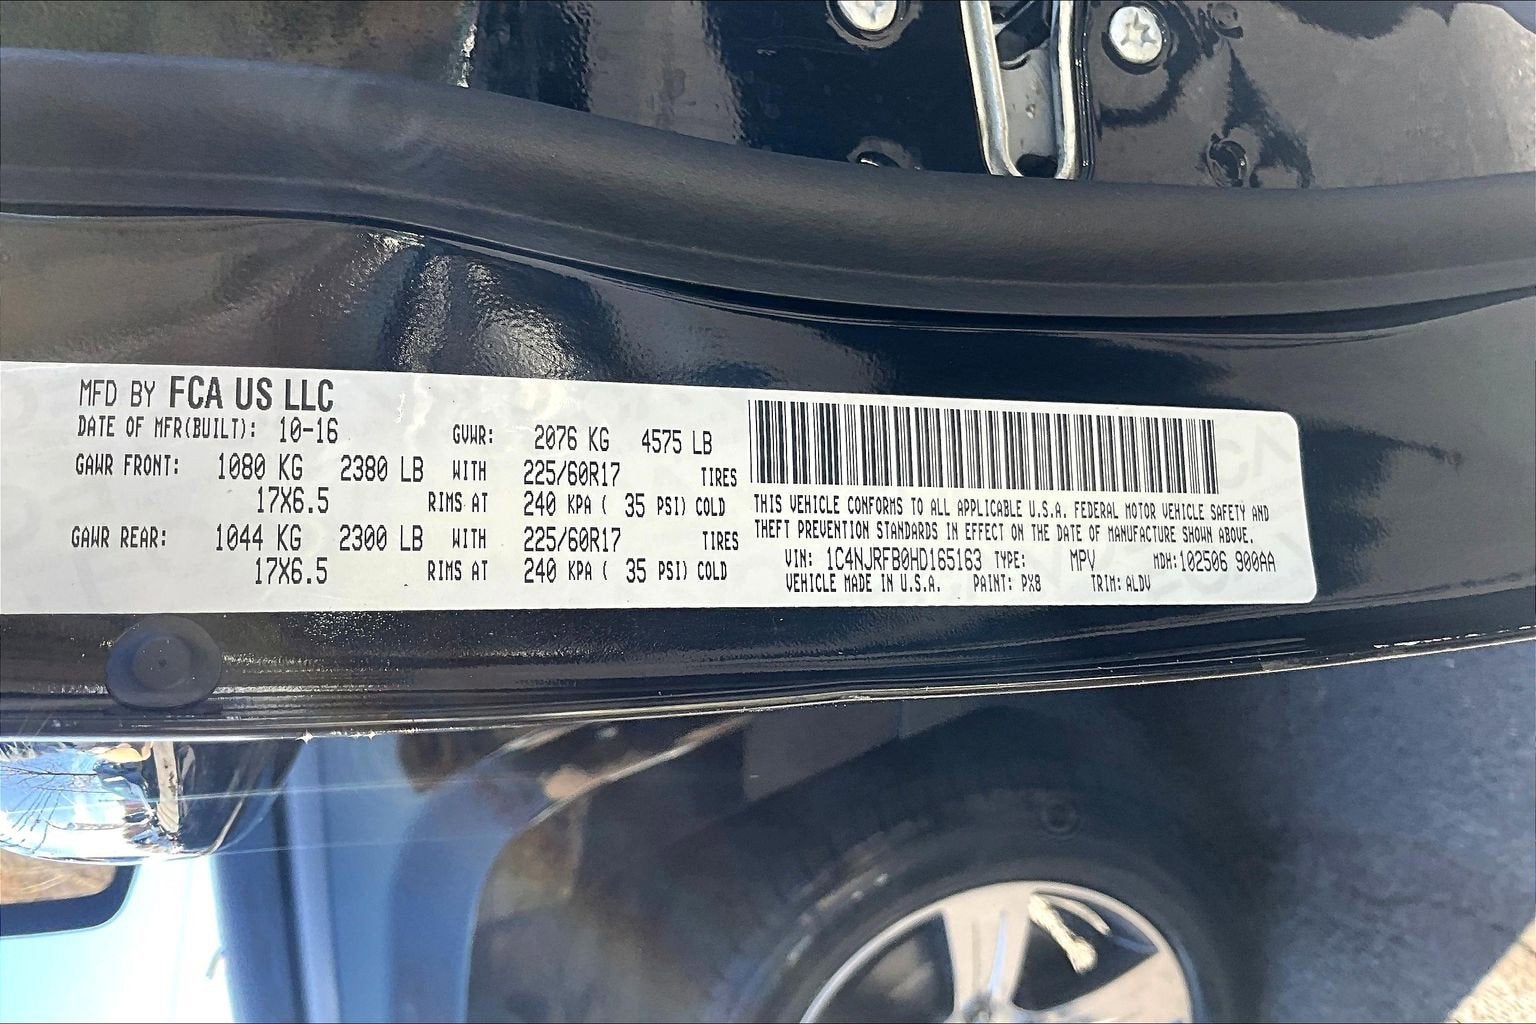 MFD BY FCA US LLC
DATE OF MFR(BUILT): 10-16 GVWR: 2076 KG 4575 LB
GAWR FRONT: 1080 KG 2380 LB WITH 225/60R17 TIRES
17X6.5 RIMS AT 240 KPA ( 35 PSI) COLD
GAWR REAR: 1044 KG 2300 LB WITH 225/60R17 TIRES
17X6.5 RIMS AT 240 KPA ( 35 PSI) COLD
THIS VEHICLE CONFORMS TO ALL APPLICABLE U.S.A. FEDERAL MOTOR VEHICLE SAFETY AND
THEFT PREVENTION STANDARDS IN EFFECT ON THE DATE OF MANUFACTURE SHOWN ABOVE.
VIN: 1C4NJRFB0HD165163 TYPE: MPV MDH:102506 900AA
VEHICLE MADE IN U.S.A. PAINT: PX8 TRIM: ALDV